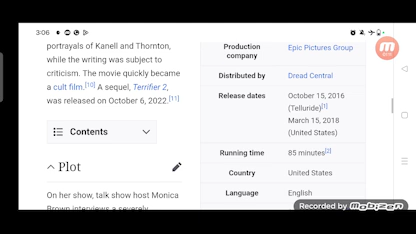 3:06
portrayals of Kanell and Thornton,
while the writing was subject to
criticism. The movie quickly became
a cult film.[10] A sequel, Terrifier 2,
was released on October 6, 2022.[11]
Contents
Plot
On her show, talk show host Monica
Brown interviews a severely
Production company
Epic Pictures Group
Distributed by
Dread Central
Release dates
October 15, 2016
(Telluride)[1]
March 15, 2018
(United States)
Running time
85 minutes[2]
Country
United States
Language
English
Recorded by Mobizen